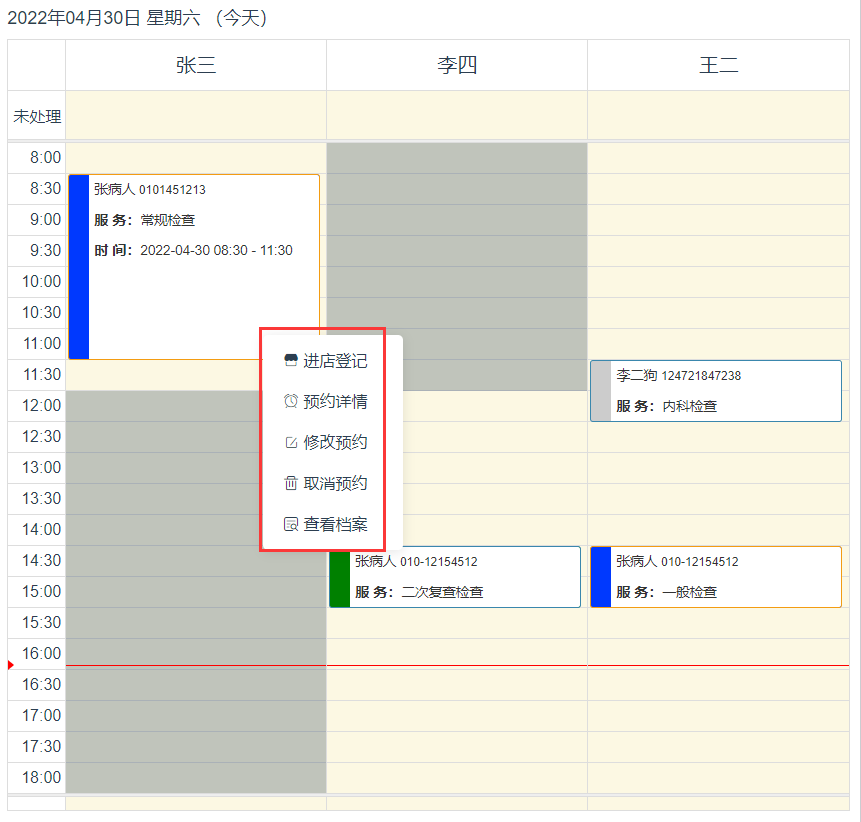 2022年04月30日 星期六 （今天）
张三 李四 王二
未处理
8:00
8:30
9:00
9:30
10:00
10:30
11:00
11:30
12:00
12:30
13:00
13:30
14:00
14:30
15:00
15:30
16:00
16:30
17:00
17:30
18:00
张病人 0101451213
服 务： 常规检查
时 间： 2022-04-30 08:30 - 11:30
进店登记
预约详情
修改预约
取消预约
查看档案
张病人 010-12154512
服 务： 二次复查检查
李二狗 124721847238
服 务： 内科检查
张病人 010-12154512
服 务： 一般检查